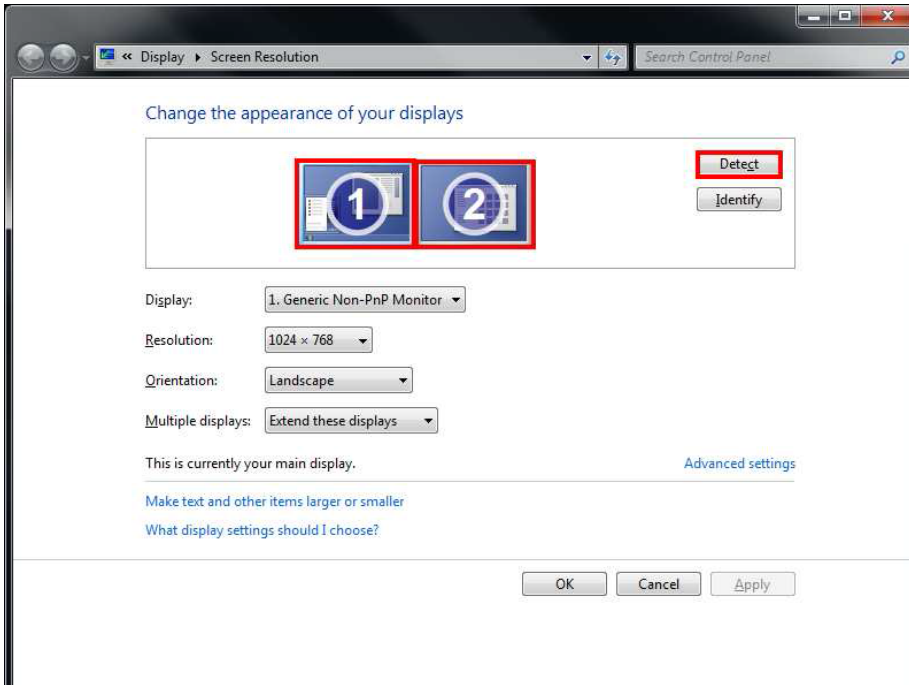 « Display ▸ Screen Resolution
Search Control Panel
Change the appearance of your displays
1
2
Detect
Identify
Display:
1. Generic Non-PnP Monitor
Resolution:
1024 × 768
Orientation:
Landscape
Multiple displays:
Extend these displays
This is currently your main display.
Advanced settings
Make text and other items larger or smaller
What display settings should I choose?
OK
Cancel
Apply